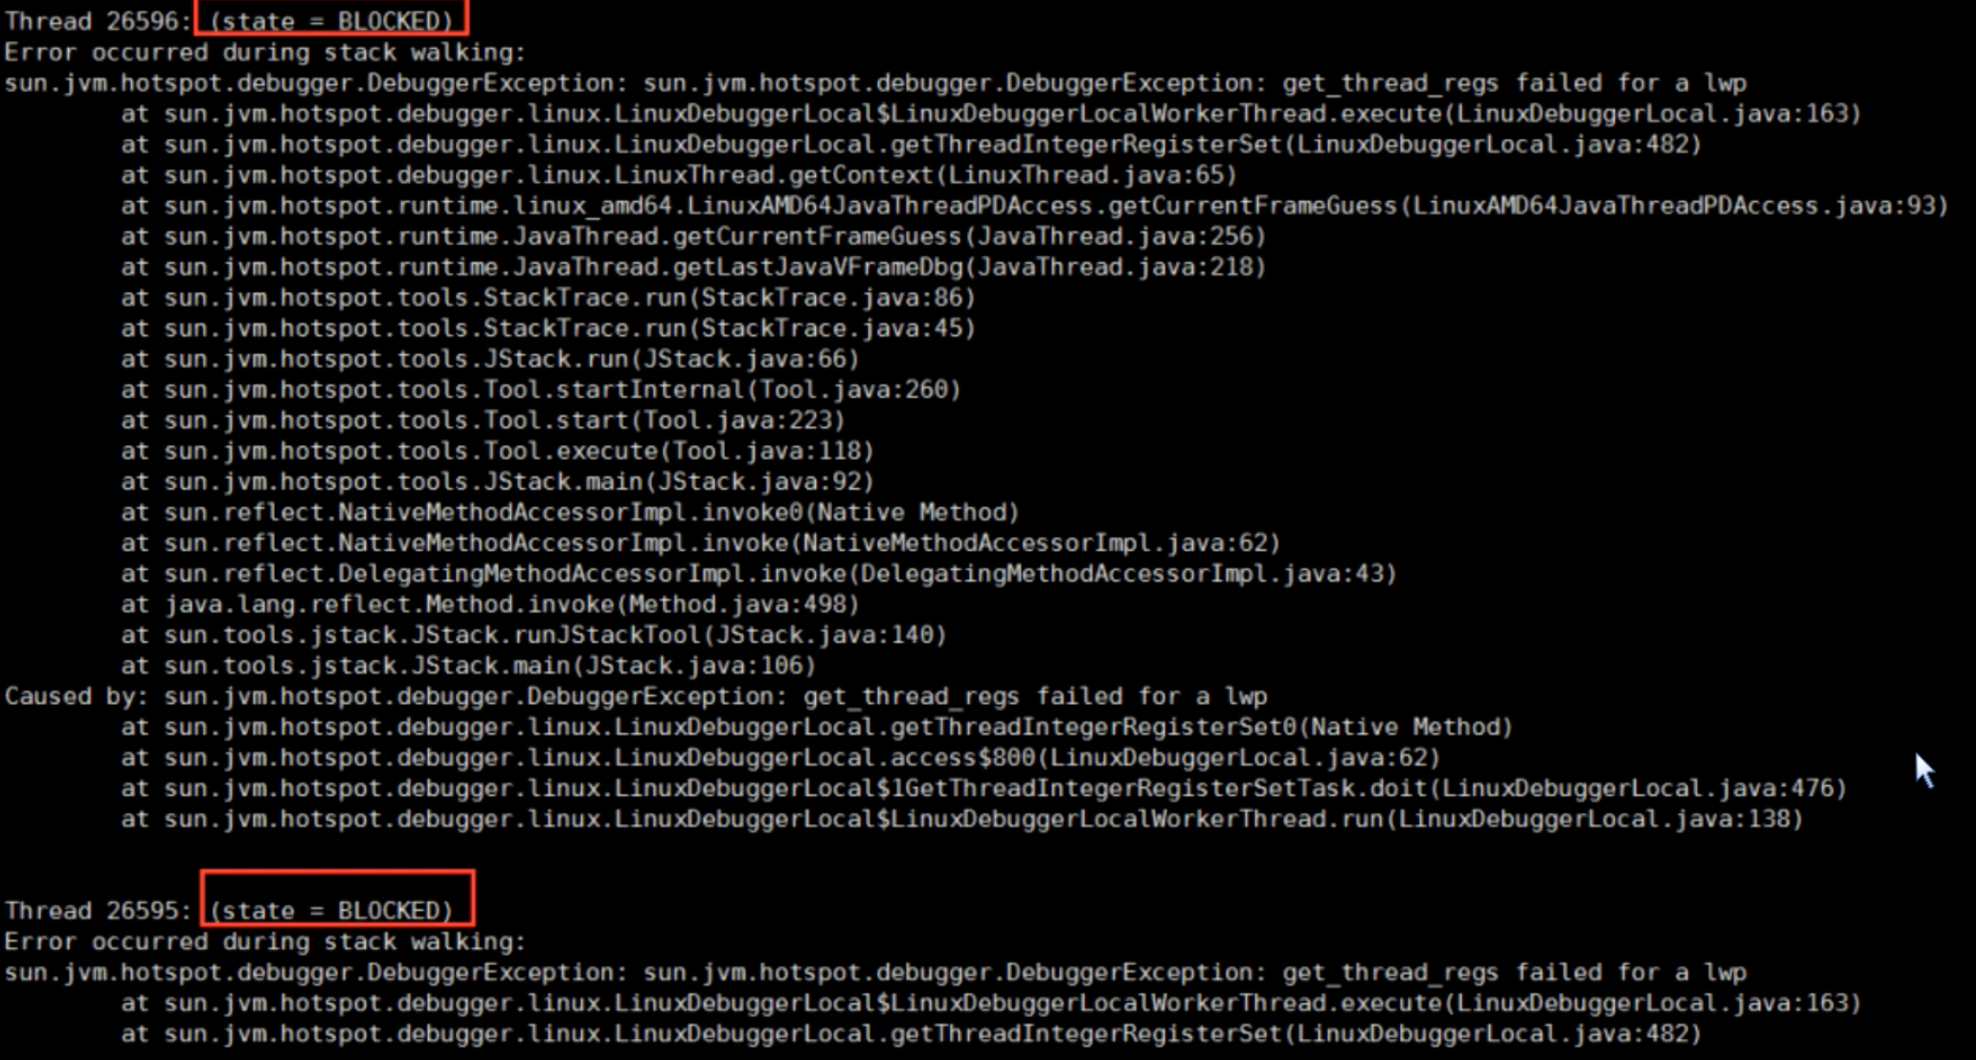 Thread 26596: (state = BLOCKED)
Error occurred during stack walking:
sun.jvm.hotspot.debugger.DebuggerException: sun.jvm.hotspot.debugger.DebuggerException: get_thread_regs failed for a lwp
at sun.jvm.hotspot.debugger.linux.LinuxDebuggerLocal$LinuxDebuggerLocalWorkerThread.execute(LinuxDebuggerLocal.java:163)
at sun.jvm.hotspot.debugger.linux.LinuxDebuggerLocal.getThreadIntegerRegisterSet(LinuxDebuggerLocal.java:482)
at sun.jvm.hotspot.debugger.linux.LinuxThread.getContext(LinuxThread.java:65)
at sun.jvm.hotspot.runtime.linux_amd64.LinuxAMD64JavaThreadPDAccess.getCurrentFrameGuess(LinuxAMD64JavaThreadPDAccess.java:93)
at sun.jvm.hotspot.runtime.JavaThread.getCurrentFrameGuess(JavaThread.java:256)
at sun.jvm.hotspot.runtime.JavaThread.getLastJavaVFrameDbg(JavaThread.java:218)
at sun.jvm.hotspot.tools.StackTrace.run(StackTrace.java:86)
at sun.jvm.hotspot.tools.StackTrace.run(StackTrace.java:45)
at sun.jvm.hotspot.tools.JStack.run(JStack.java:66)
at sun.jvm.hotspot.tools.Tool.startInternal(Tool.java:260)
at sun.jvm.hotspot.tools.Tool.start(Tool.java:223)
at sun.jvm.hotspot.tools.Tool.execute(Tool.java:118)
at sun.jvm.hotspot.tools.JStack.main(JStack.java:92)
at sun.reflect.NativeMethodAccessorImpl.invoke0(Native Method)
at sun.reflect.NativeMethodAccessorImpl.invoke(NativeMethodAccessorImpl.java:62)
at sun.reflect.DelegatingMethodAccessorImpl.invoke(DelegatingMethodAccessorImpl.java:43)
at java.lang.reflect.Method.invoke(Method.java:498)
at sun.tools.jstack.JStack.runJStackTool(JStack.java:140)
at sun.tools.jstack.JStack.main(JStack.java:106)
Caused by: sun.jvm.hotspot.debugger.DebuggerException: get_thread_regs failed for a lwp
at sun.jvm.hotspot.debugger.linux.LinuxDebuggerLocal.getThreadIntegerRegisterSet0(Native Method)
at sun.jvm.hotspot.debugger.linux.LinuxDebuggerLocal.access$800(LinuxDebuggerLocal.java:62)
at sun.jvm.hotspot.debugger.linux.LinuxDebuggerLocal$1GetThreadIntegerRegisterSetTask.doit(LinuxDebuggerLocal.java:476)
at sun.jvm.hotspot.debugger.linux.LinuxDebuggerLocal$LinuxDebuggerLocalWorkerThread.run(LinuxDebuggerLocal.java:138)
Thread 26595: (state = BLOCKED)
Error occurred during stack walking:
sun.jvm.hotspot.debugger.DebuggerException: sun.jvm.hotspot.debugger.DebuggerException: get_thread_regs failed for a lwp
at sun.jvm.hotspot.debugger.linux.LinuxDebuggerLocal$LinuxDebuggerLocalWorkerThread.execute(LinuxDebuggerLocal.java:163)
at sun.jvm.hotspot.debugger.linux.LinuxDebuggerLocal.getThreadIntegerRegisterSet(LinuxDebuggerLocal.java:482)